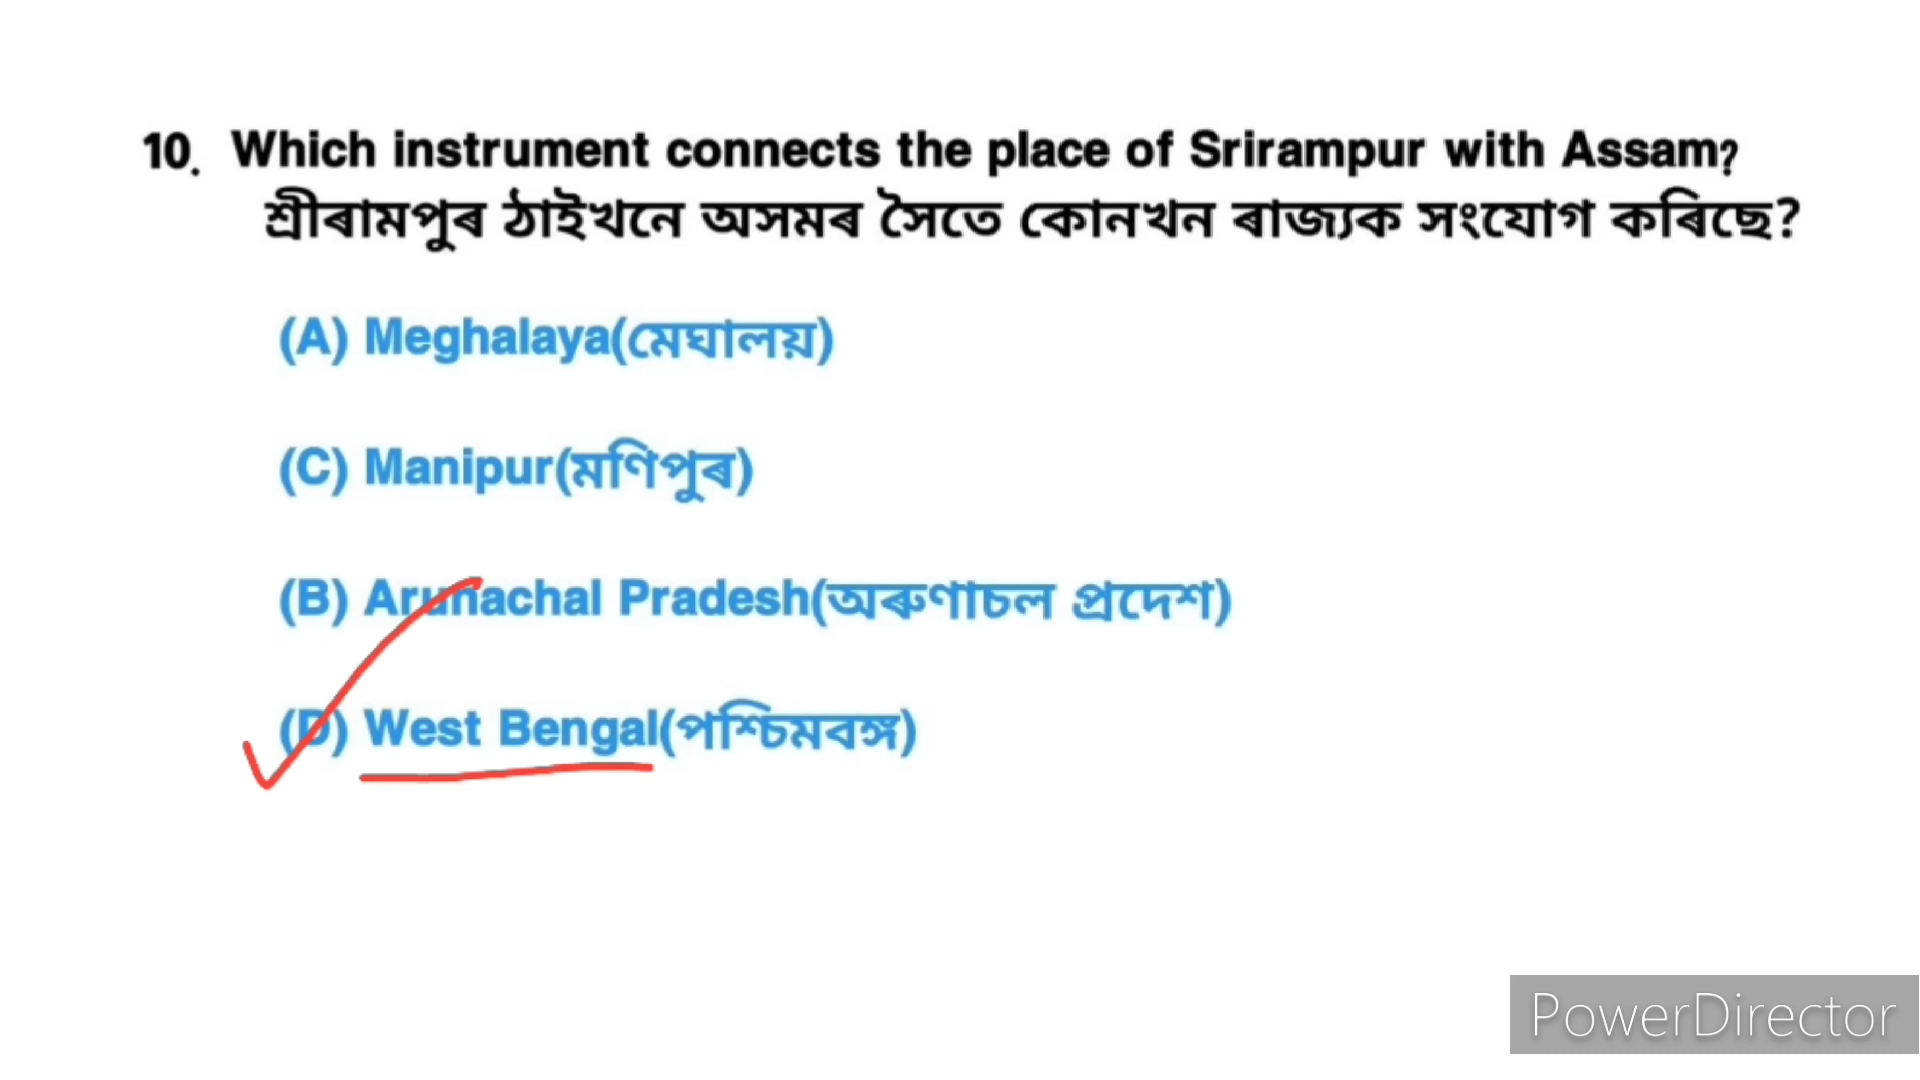 10. Which instrument connects the place of Srirampur with Assam?
শ্ৰীৰামপুৰ ঠাইখনে অসমৰ সৈতে কোনখন ৰাজ্যক সংযোগ কৰিছে?
(A) Meghalaya(মেঘালয়)
(C) Manipur(মণিপুৰ)
(B) Arunachal Pradesh(অৰুণাচল প্ৰদেশ)
(D) West Bengal(পশ্চিমবঙ্গ)
PowerDirector